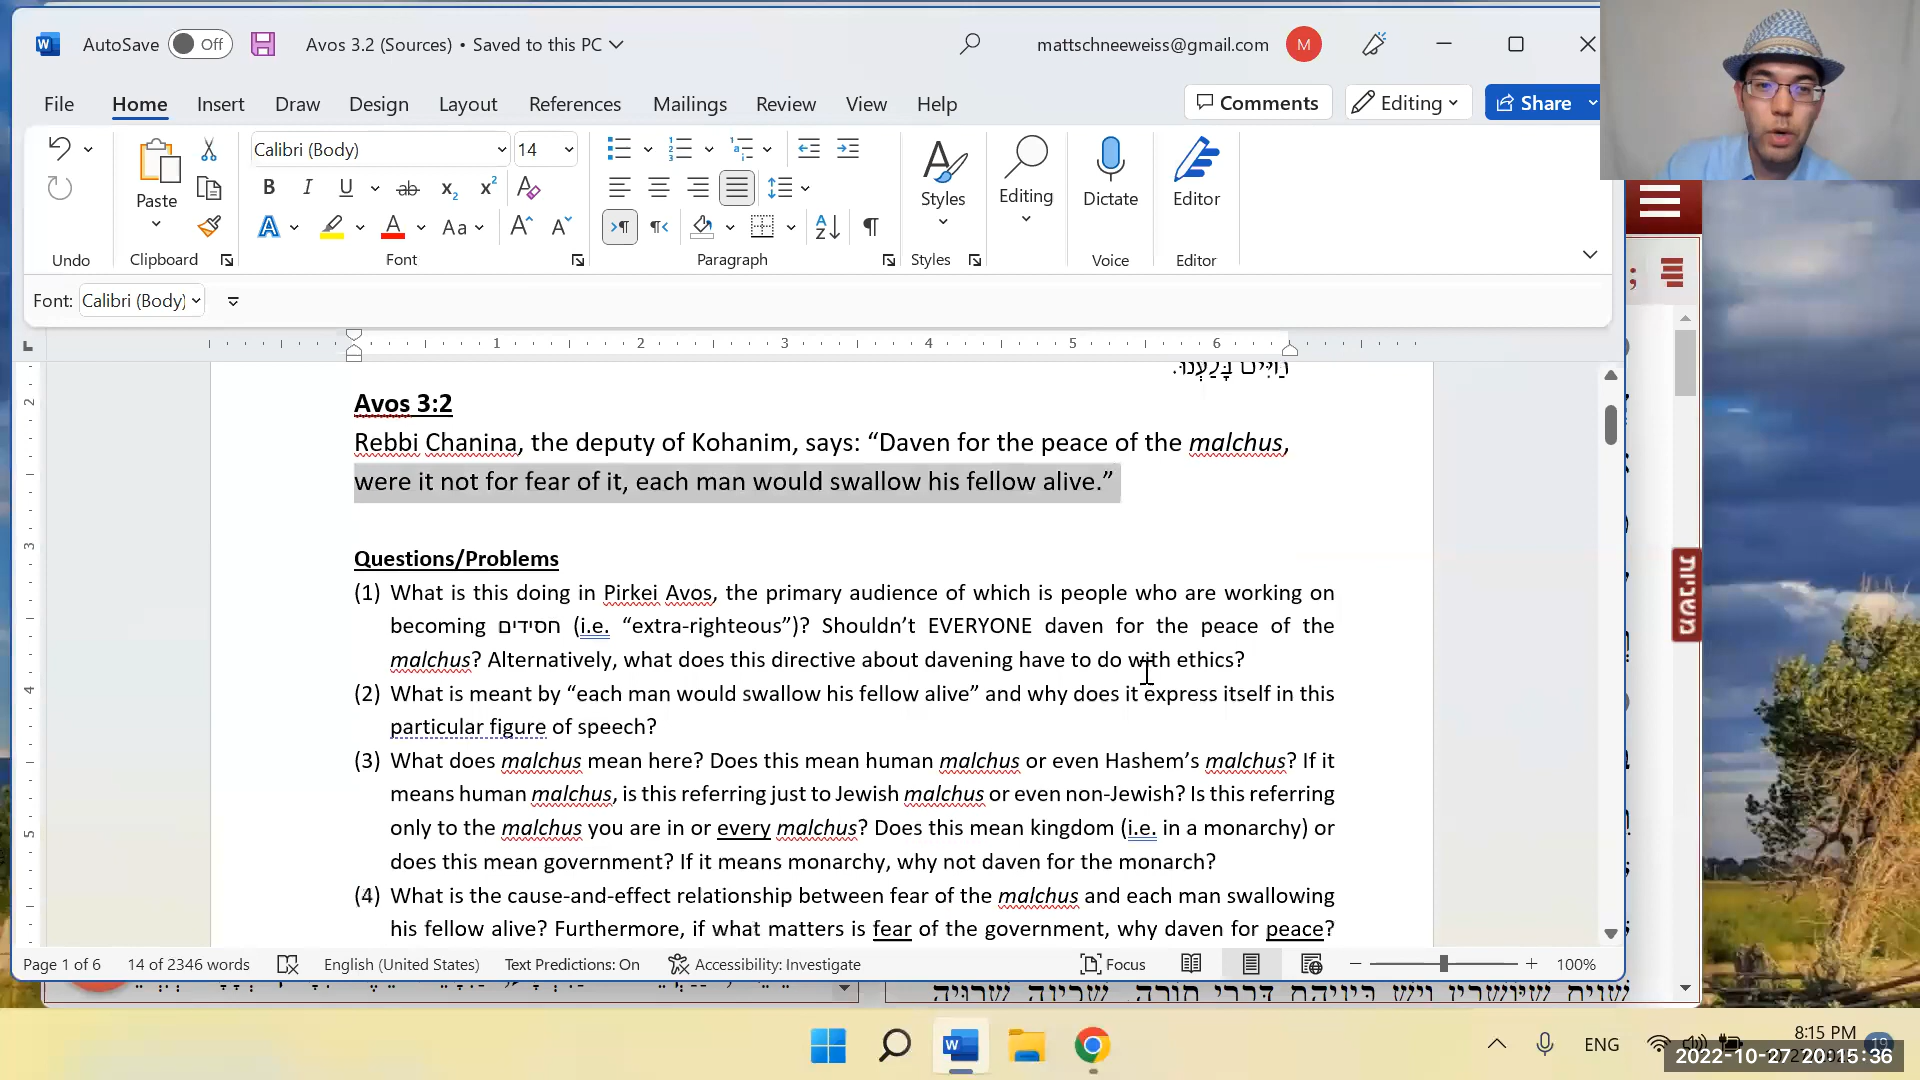 AutoSave Off Avos 3.2 (Sources) • Saved to this PC mattschneeweiss@gmail.com M
File Home Insert Draw Design Layout References Mailings Review View Help Comments Editing Share
Calibri (Body) 14
Paste Styles Editing Dictate Editor
Undo Clipboard Font Paragraph Styles Voice Editor
Font: Calibri (Body)
1 2 3 4 5 6
חַיִּים בָּלַעְנוּ.
Avos 3:2
Rebbi Chanina, the deputy of Kohanim, says: “Daven for the peace of the malchus,
were it not for fear of it, each man would swallow his fellow alive.”
Questions/Problems
(1) What is this doing in Pirkei Avos, the primary audience of which is people who are working on
becoming חסידים (i.e. “extra-righteous”)? Shouldn’t EVERYONE daven for the peace of the
malchus? Alternatively, what does this directive about davening have to do with ethics?
(2) What is meant by “each man would swallow his fellow alive” and why does it express itself in this
particular figure of speech?
(3) What does malchus mean here? Does this mean human malchus or even Hashem’s malchus? If it
means human malchus, is this referring just to Jewish malchus or even non-Jewish? Is this referring
only to the malchus you are in or every malchus? Does this mean kingdom (i.e. in a monarchy) or
does this mean government? If it means monarchy, why not daven for the monarch?
(4) What is the cause-and-effect relationship between fear of the malchus and each man swallowing
his fellow alive? Furthermore, if what matters is fear of the government, why daven for peace?
משניות
Page 1 of 6 14 of 2346 words English (United States) Text Predictions: On Accessibility: Investigate Focus 100%
ENG 8:15 PM
19
2022-10-27 20:15:36